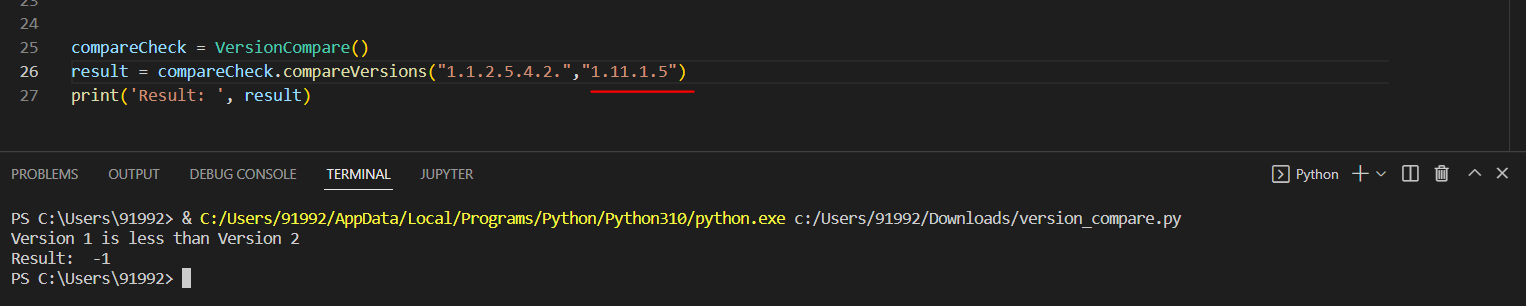 23
24
25 compareCheck = VersionCompare()
26 result = compareCheck.compareVersions("1.1.2.5.4.2.","1.11.1.5")
27 print('Result: ', result)
PROBLEMS OUTPUT DEBUG CONSOLE TERMINAL JUPYTER Python
PS C:\Users\91992> & C:/Users/91992/AppData/Local/Programs/Python/Python310/python.exe c:/Users/91992/Downloads/version_compare.py
Version 1 is less than Version 2
Result:  -1
PS C:\Users\91992>